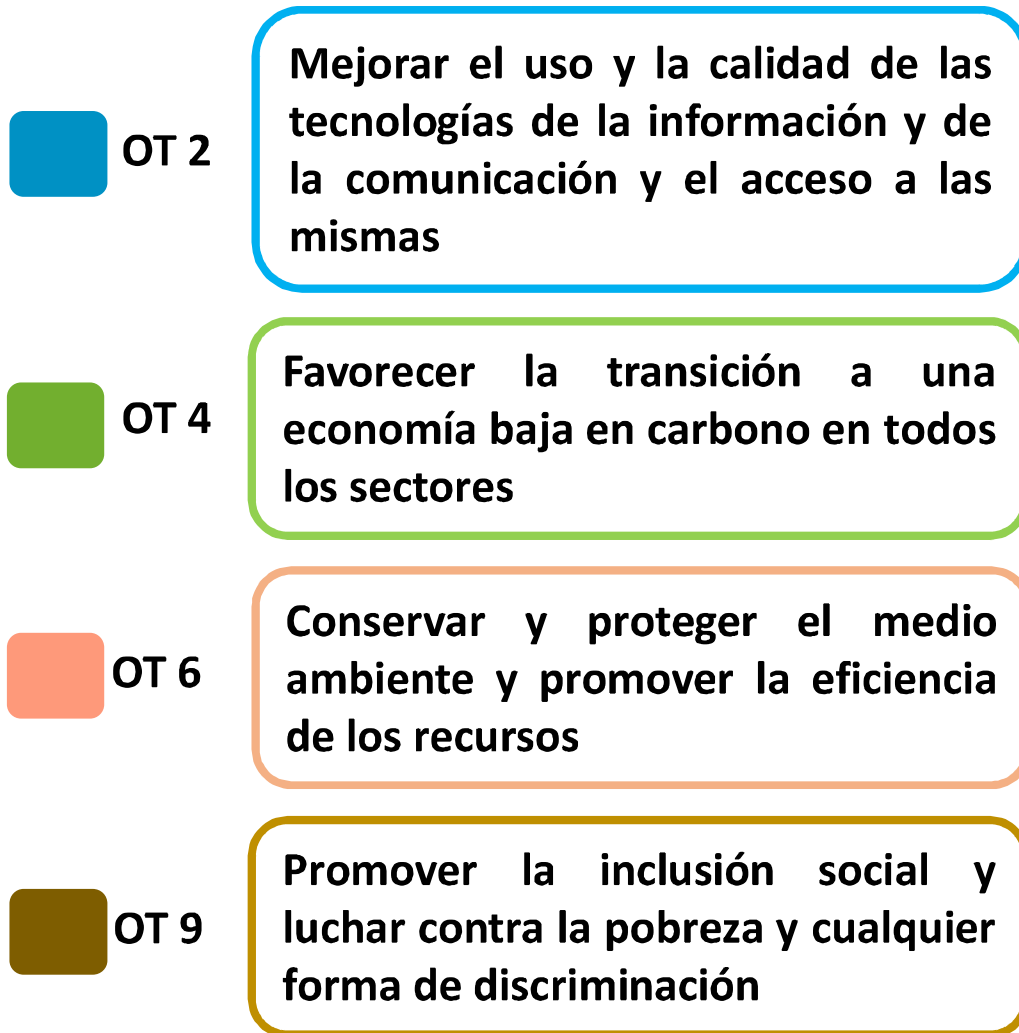 OT 2
Mejorar el uso y la calidad de las
tecnologías de la información y de
la comunicación y el acceso a las
mismas
OT 4
Favorecer la transición a una
economía baja en carbono en todos
los sectores
OT 6
Conservar y proteger el medio
ambiente y promover la eficiencia
de los recursos
OT 9
Promover la inclusión social y
luchar contra la pobreza y cualquier
forma de discriminación